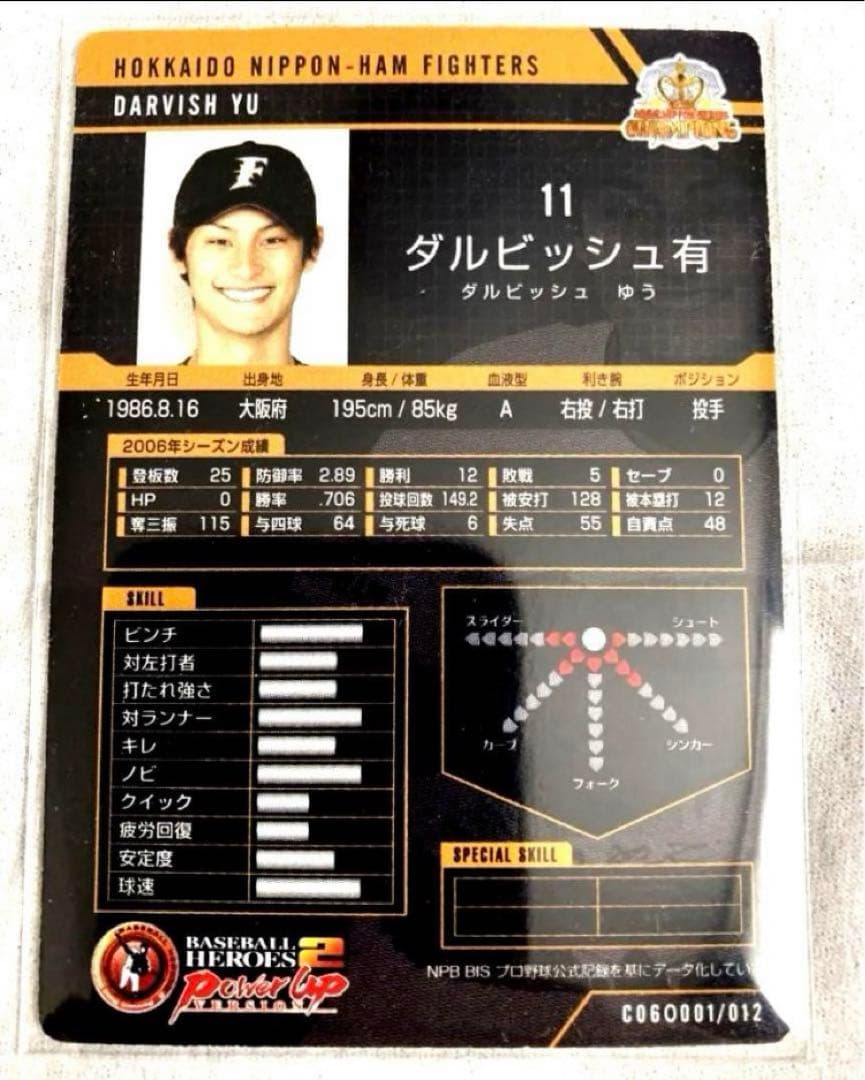 HOKKAIDO NIPPON-HAM FIGHTERS
DARVISH YU
CHAMPIONS
F
11
ダルビッシュ有
ダルビッシュ ゆう
生年月日 出身地 身長 / 体重 血液型 利き腕 ポジション
1986.8.16 大阪府 195cm / 85kg A 右投 / 右打 投手
2006年シーズン成績
登板数 25 防御率 2.89 勝利 12 敗戦 5 セーブ 0
HP 0 勝率 .706 投球回数 149.2 被安打 128 被本塁打 12
奪三振 115 与四球 64 与死球 6 失点 55 自責点 48
SKILL
ピンチ
対左打者
打たれ強さ
対ランナー
キレ
ノビ
クイック
疲労回復
安定度
球速
スライダー シュート
カーブ シンカー
フォーク
SPECIAL SKILL
BASEBALL
HEROES 2
Power Up
VERSION
NPB BIS プロ野球公式記録を基にデータ化してい
C060001/012